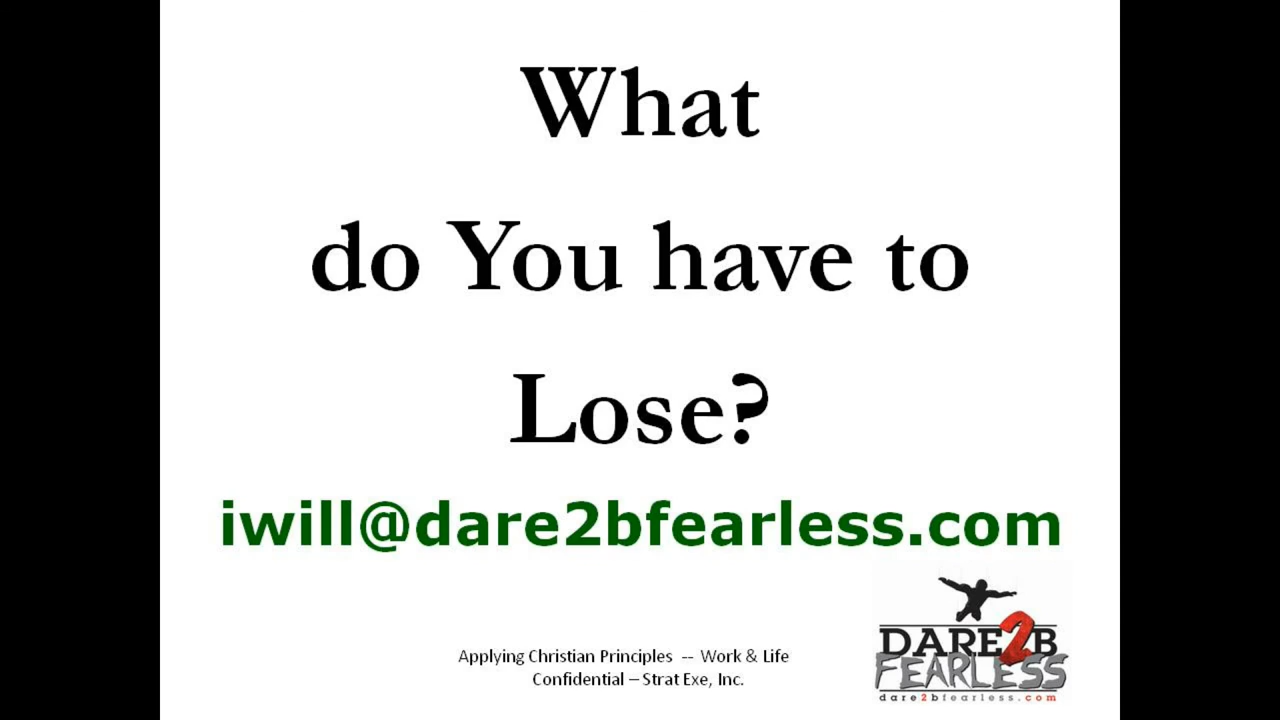 What
do You have to
Lose?
iwill@dare2bfearless.com
Applying Christian Principles -- Work & Life
Confidential – Strat Exe, Inc.
DARE2B
FEARLESS
dare2bfearless.com